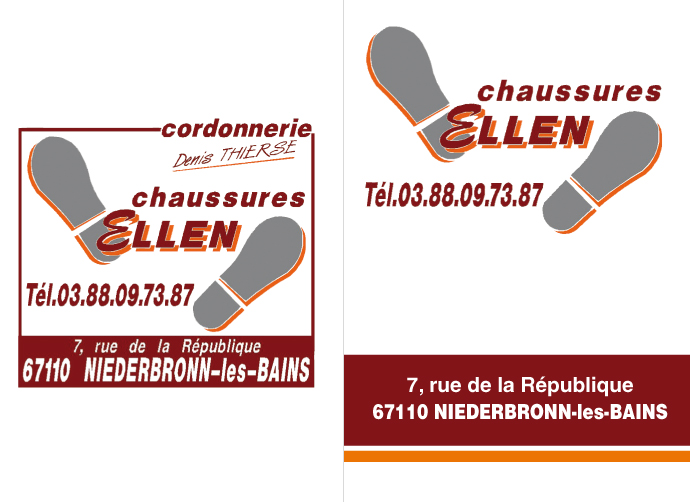 cordonnerie
Denis THIERSE
chaussures
ELLEN
Tél.03.88.09.73.87
7, rue de la République
67110 NIEDERBRONN-les-BAINS
chaussures
ELLEN
Tél.03.88.09.73.87
7, rue de la République
67110 NIEDERBRONN-les-BAINS